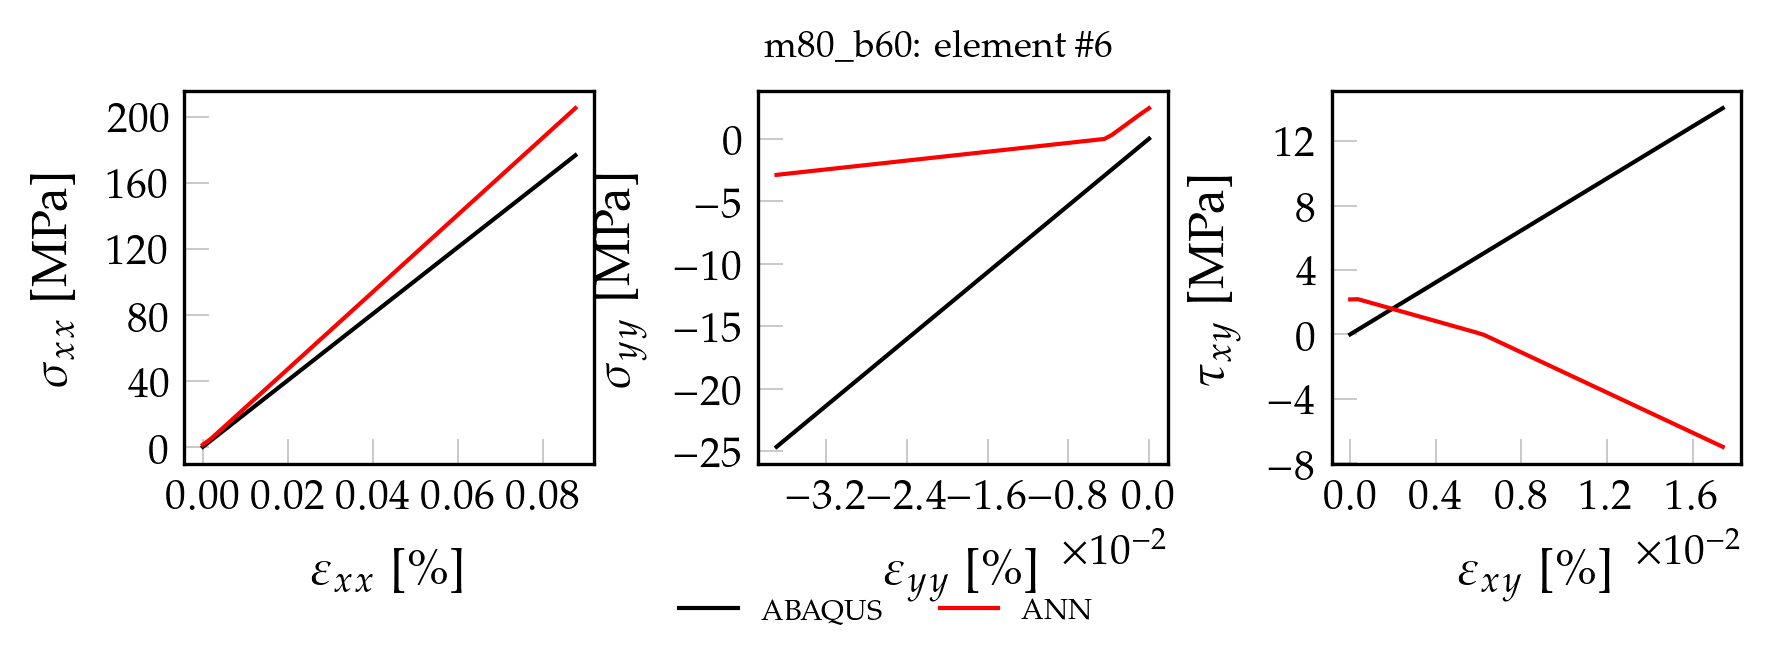 m80_b60: element #6
200
160
120
80
40
0
σxx [MPa]
0.00 0.02 0.04 0.06 0.08
εxx [%]
0
−5
−10
−15
−20
−25
σyy [MPa]
−3.2 −2.4 −1.6 −0.8 0.0
×10−2
εyy [%]
12
8
4
0
−4
−8
τxy [MPa]
0.0 0.4 0.8 1.2 1.6
×10−2
εxy [%]
ABAQUS ANN